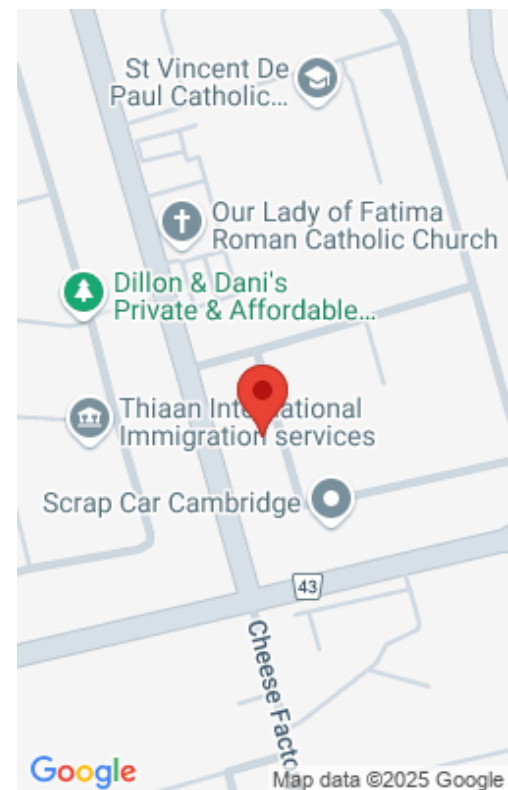 St Vincent De
Paul Catholic...
Our Lady of Fatima
Roman Catholic Church
Dillon & Dani's
Private & Affordable...
Thiaan International
Immigration services
Scrap Car Cambridge
43
Cheese Facto
Google
Map data ©2025 Google